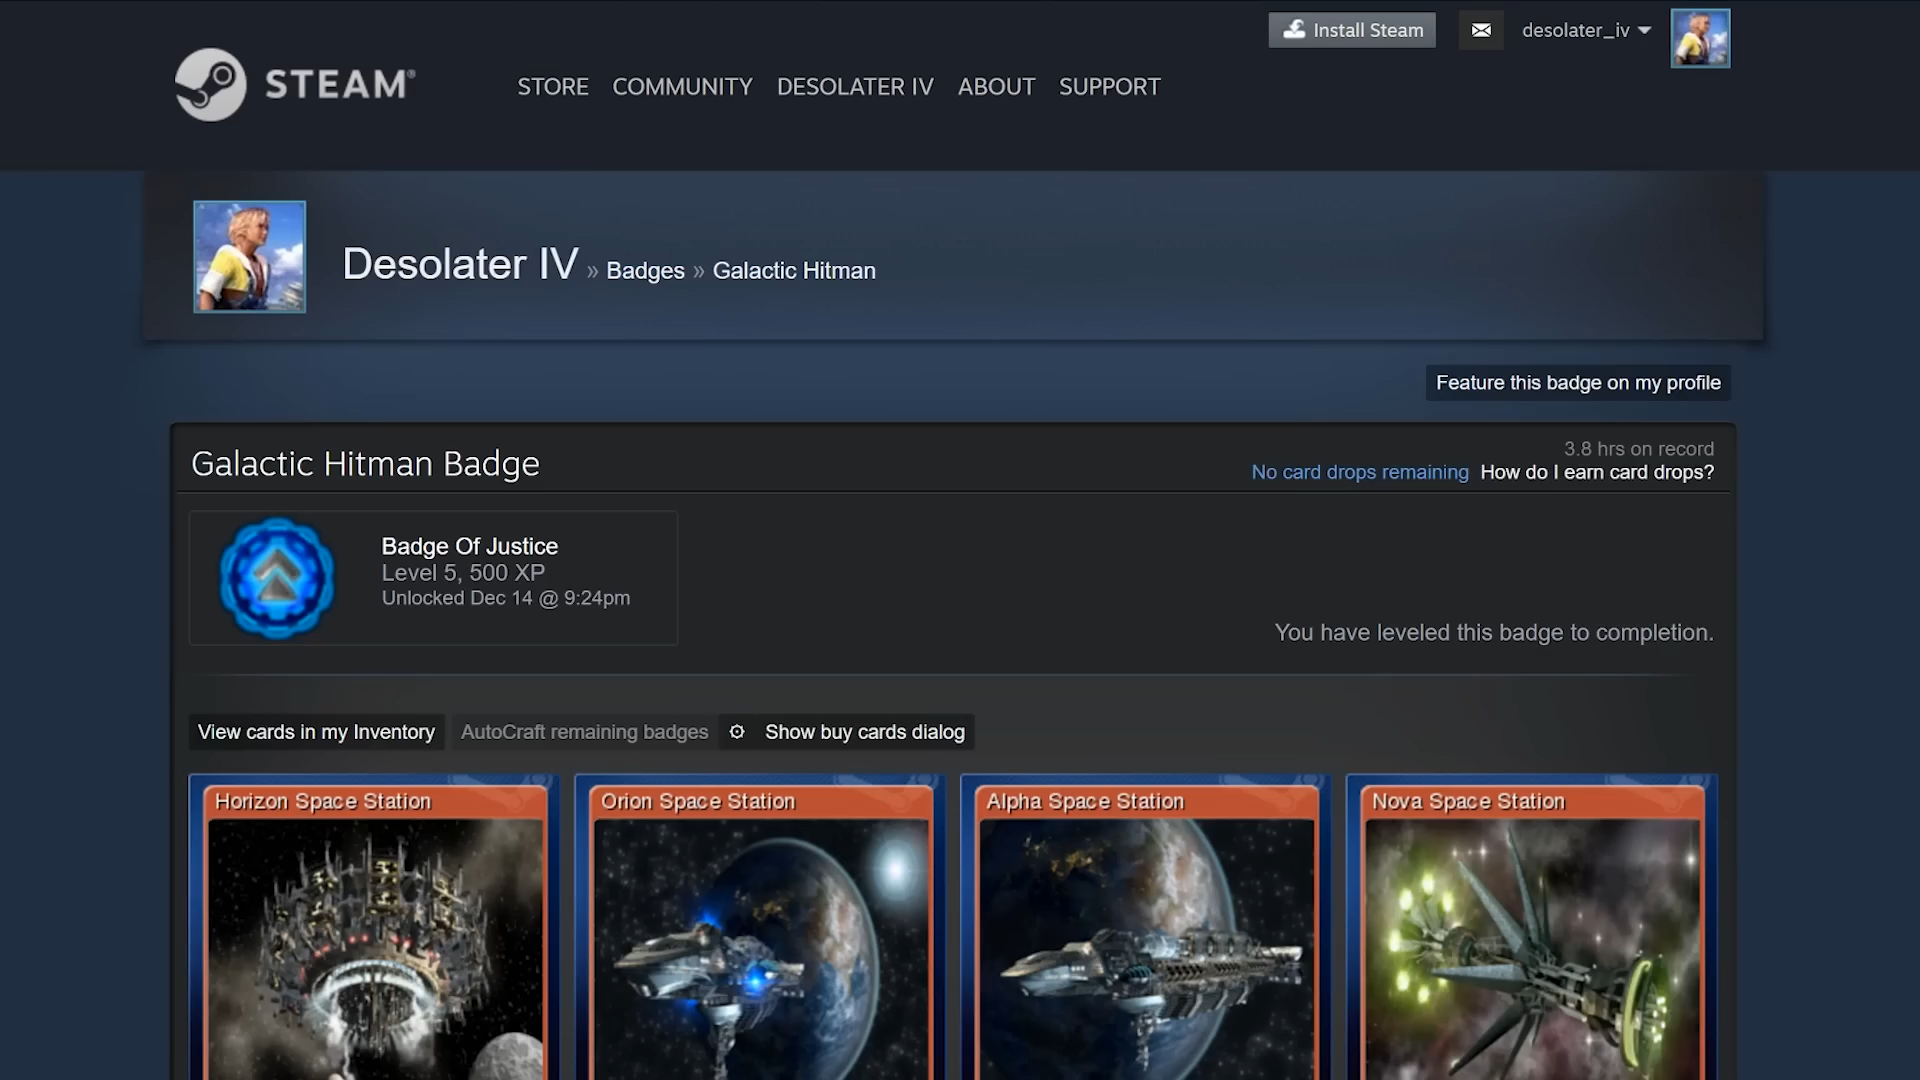 Install Steam
desolater_iv
STEAM®
STORE COMMUNITY DESOLATER IV ABOUT SUPPORT
Desolater IV » Badges » Galactic Hitman
Feature this badge on my profile
Galactic Hitman Badge
3.8 hrs on record
No card drops remaining How do I earn card drops?
Badge Of Justice
Level 5, 500 XP
Unlocked Dec 14 @ 9:24pm
You have leveled this badge to completion.
View cards in my Inventory AutoCraft remaining badges Show buy cards dialog
Horizon Space Station
Orion Space Station
Alpha Space Station
Nova Space Station